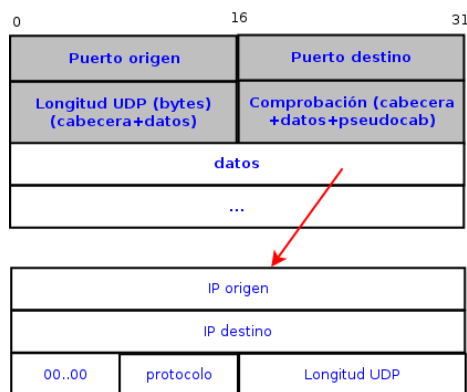 0 16 31
Puerto origen Puerto destino
Longitud UDP (bytes) Comprobación (cabecera
(cabecera+datos) +datos+pseudocab)
datos
...
IP origen
IP destino
00..00 protocolo Longitud UDP